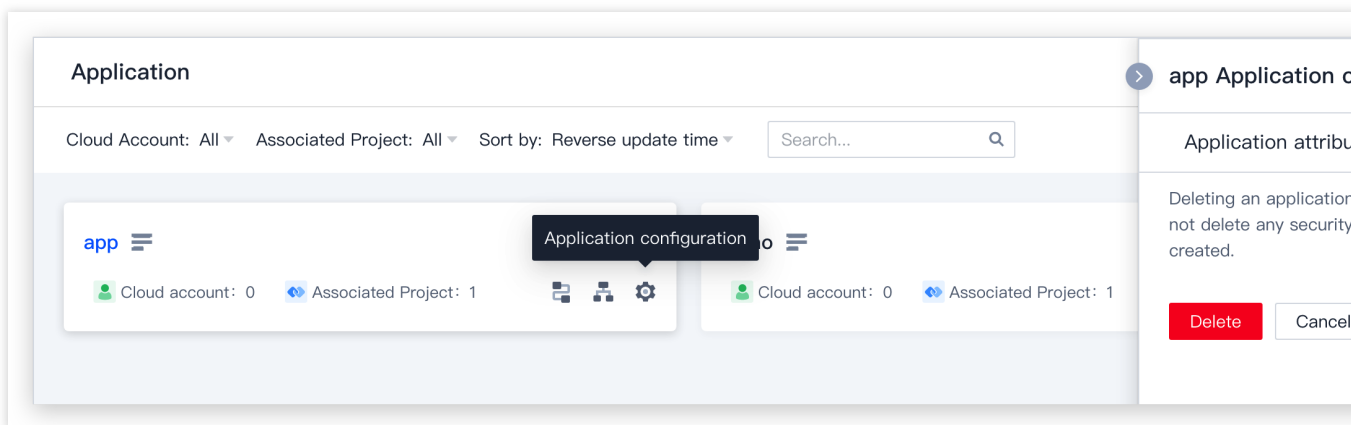 Application
Cloud Account: All Associated Project: All Sort by: Reverse update time Search...
app
Application configuration
Cloud account: 0 Associated Project: 1
Cloud account: 0 Associated Project: 1
app Application
Application
Deleting an application
not delete any security
created.
Delete Cancel